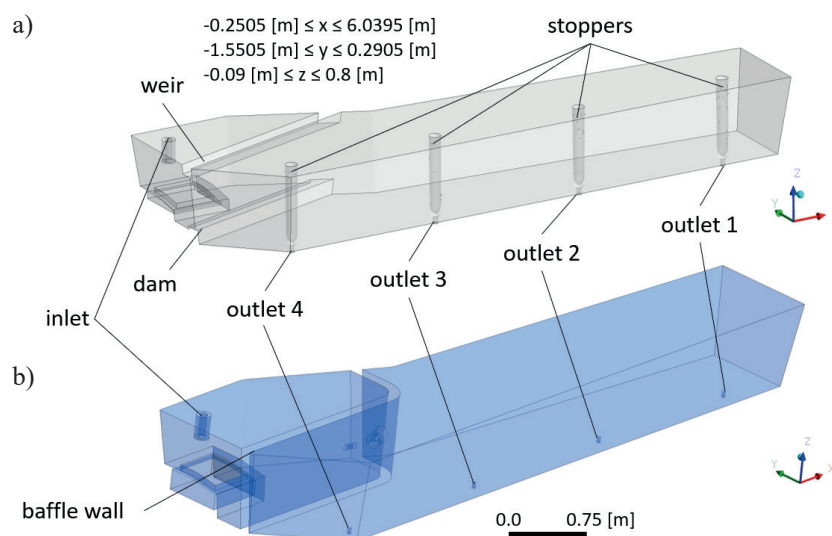 a)
-0.2505 [m] ≤ x ≤ 6.0395 [m]
-1.5505 [m] ≤ y ≤ 0.2905 [m]
-0.09 [m] ≤ z ≤ 0.8 [m]
stoppers
weir
Z
Y
dam
inlet
outlet 4
outlet 3
outlet 2
outlet 1
b)
Z
Y
X
baffle wall
0.0 0.75 [m]